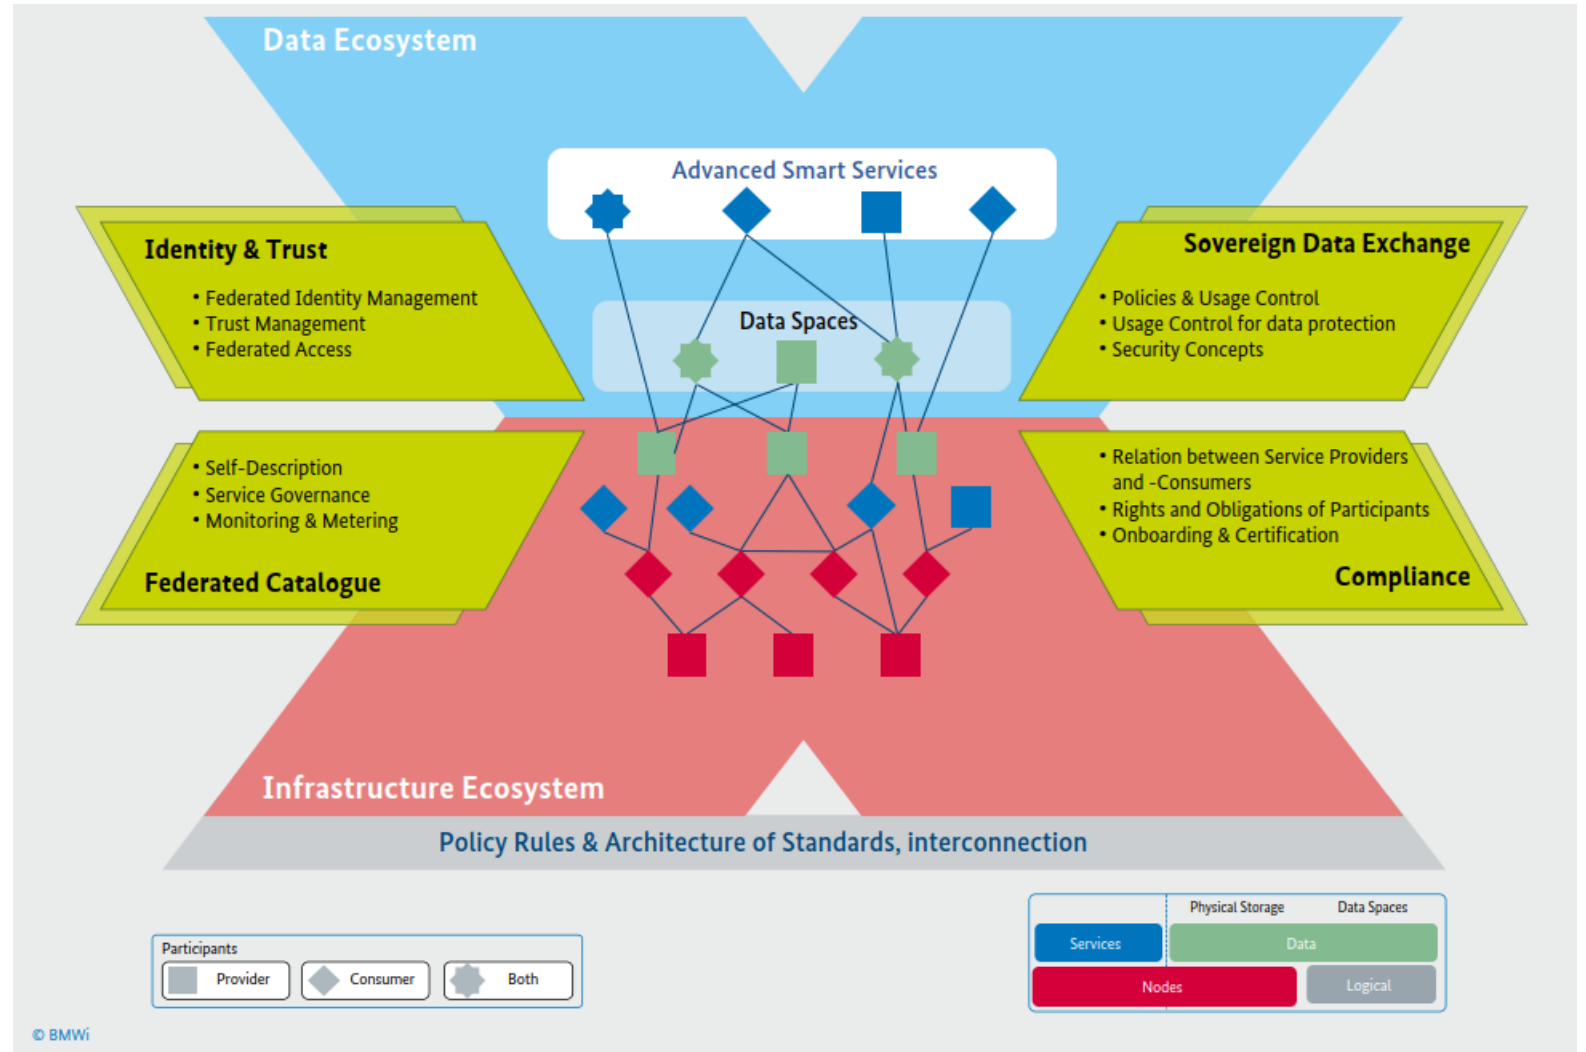 Data Ecosystem
Advanced Smart Services
Identity & Trust
• Federated Identity Management
• Trust Management
• Federated Access
Sovereign Data Exchange
• Policies & Usage Control
• Usage Control for data protection
• Security Concepts
Data Spaces
• Self-Description
• Service Governance
• Monitoring & Metering
Federated Catalogue
• Relation between Service Providers
and -Consumers
• Rights and Obligations of Participants
• Onboarding & Certification
Compliance
Infrastructure Ecosystem
Policy Rules & Architecture of Standards, interconnection
Participants
Provider
Consumer
Both
Physical Storage
Data Spaces
Services
Data
Nodes
Logical
© BMWi